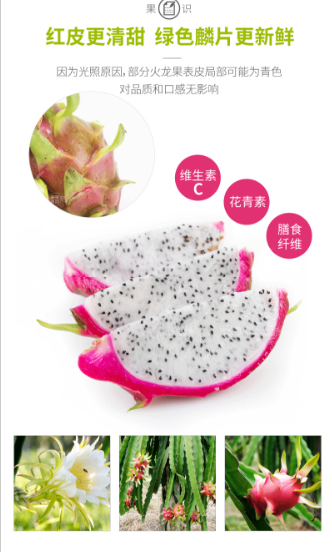 果 识
红皮更清甜 绿色麟片更新鲜
因为光照原因，部分火龙果表皮局部可能为青色
对品质和口感无影响
维生素
C
花青素
膳食
纤维